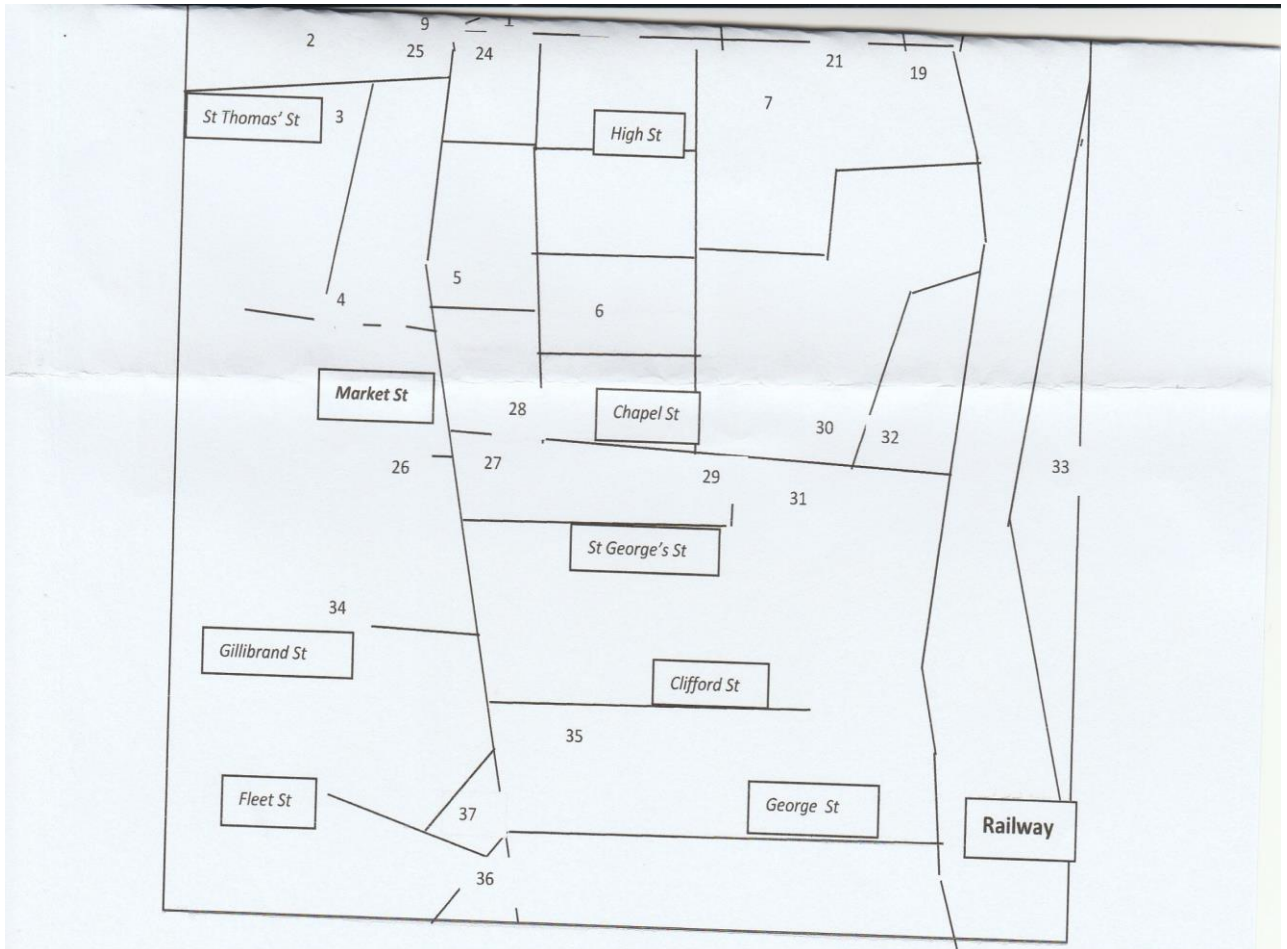 9
1
2
25
24
21
19
7
St Thomas' St
3
High St
5
4
6
Market St
28
Chapel St
30
32
26
27
29
31
33
St George's St
34
Gillibrand St
Clifford St
35
Fleet St
37
George St
Railway
36